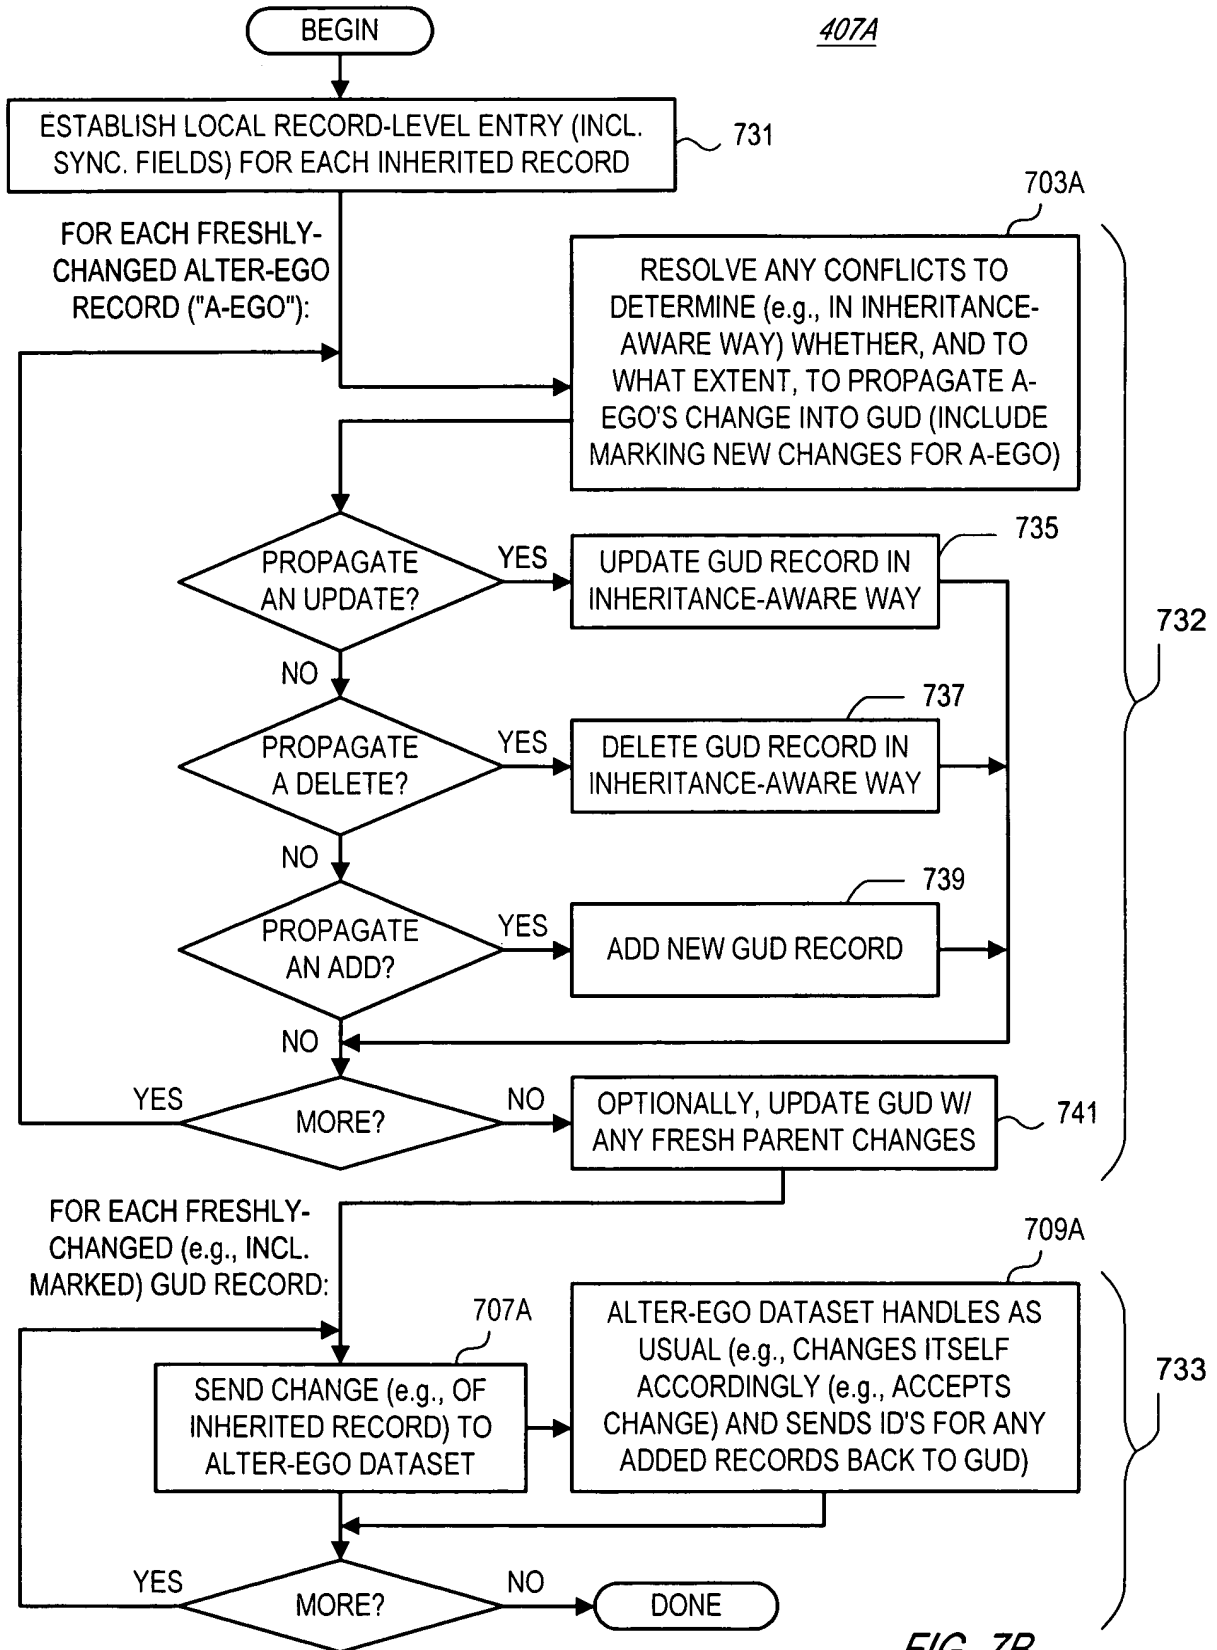 BEGIN
407A
ESTABLISH LOCAL RECORD-LEVEL ENTRY (INCL.
SYNC. FIELDS) FOR EACH INHERITED RECORD
731
FOR EACH FRESHLY-
CHANGED ALTER-EGO
RECORD ("A-EGO"):
703A
RESOLVE ANY CONFLICTS TO
DETERMINE (e.g., IN INHERITANCE-
AWARE WAY) WHETHER, AND TO
WHAT EXTENT, TO PROPAGATE A-
EGO'S CHANGE INTO GUD (INCLUDE
MARKING NEW CHANGES FOR A-EGO)
PROPAGATE
AN UPDATE?
YES
UPDATE GUD RECORD IN
INHERITANCE-AWARE WAY
735
732
NO
PROPAGATE
A DELETE?
YES
DELETE GUD RECORD IN
INHERITANCE-AWARE WAY
737
NO
PROPAGATE
AN ADD?
YES
ADD NEW GUD RECORD
739
NO
YES
MORE?
NO
OPTIONALLY, UPDATE GUD W/
ANY FRESH PARENT CHANGES
741
FOR EACH FRESHLY-
CHANGED (e.g., INCL.
MARKED) GUD RECORD:
707A
SEND CHANGE (e.g., OF
INHERITED RECORD) TO
ALTER-EGO DATASET
709A
ALTER-EGO DATASET HANDLES AS
USUAL (e.g., CHANGES ITSELF
ACCORDINGLY (e.g., ACCEPTS
CHANGE) AND SENDS ID'S FOR ANY
ADDED RECORDS BACK TO GUD)
733
YES
MORE?
NO
DONE
FIG. 7B